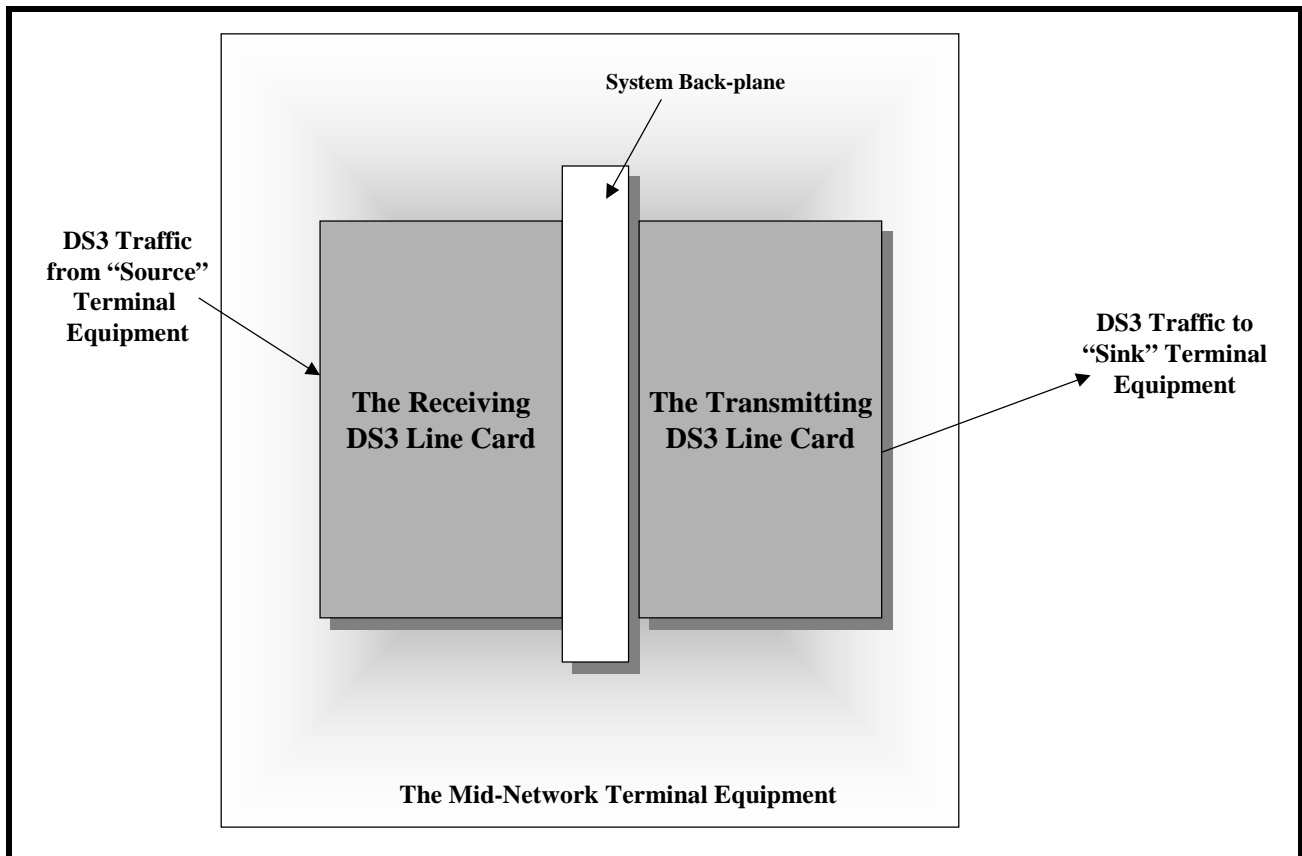 System Back-plane
DS3 Traffic
from “Source”
Terminal
Equipment
The Receiving
DS3 Line Card
The Transmitting
DS3 Line Card
DS3 Traffic to
“Sink” Terminal
Equipment
The Mid-Network Terminal Equipment